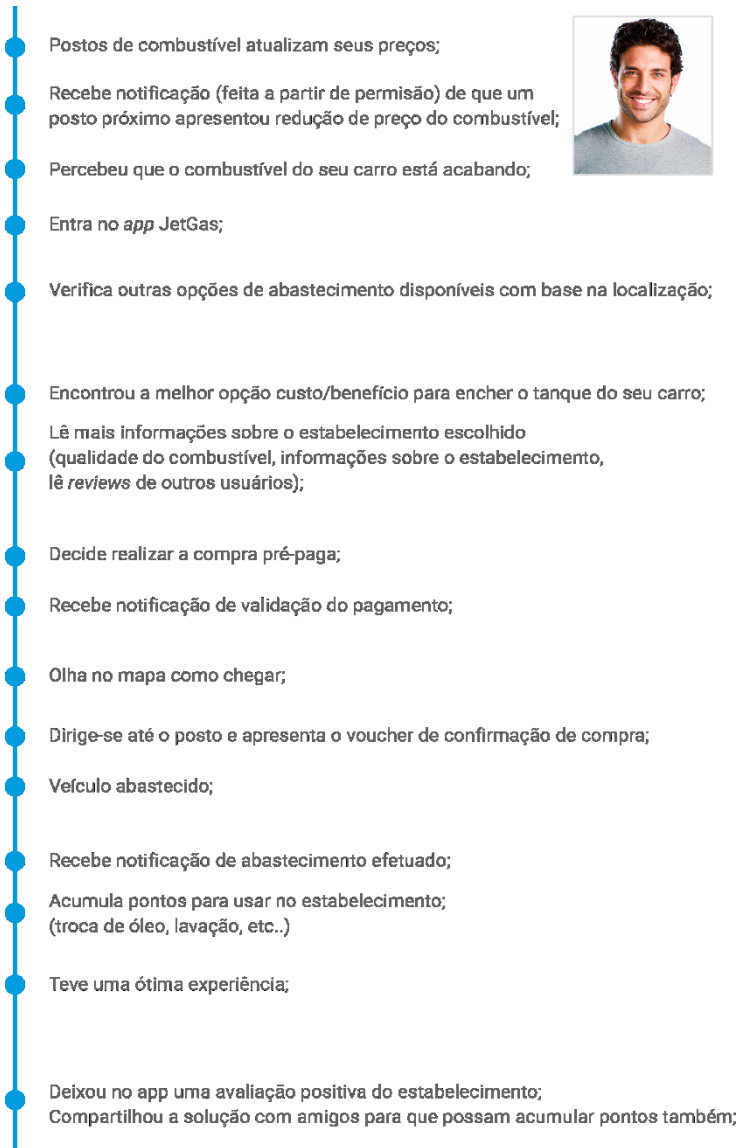 Postos de combustível atualizam seus preços;
Recebe notificação (feita a partir de permissão) de que um
posto próximo apresentou redução de preço do combustível;
Percebeu que o combustível do seu carro está acabando;
Entra no app JetGas;
Verifica outras opções de abastecimento disponíveis com base na localização;
Encontrou a melhor opção custo/benefício para encher o tanque do seu carro;
Lê mais informações sobre o estabelecimento escolhido
(qualidade do combustível, informações sobre o estabelecimento,
lê reviews de outros usuários);
Decide realizar a compra pré-paga;
Recebe notificação de validação do pagamento;
Olha no mapa como chegar;
Dirige-se até o posto e apresenta o voucher de confirmação de compra;
Veículo abastecido;
Recebe notificação de abastecimento efetuado;
Acumula pontos para usar no estabelecimento;
(troca de óleo, lavação, etc..)
Teve uma ótima experiência;
Deixou no app uma avaliação positiva do estabelecimento;
Compartilhou a solução com amigos para que possam acumular pontos também;